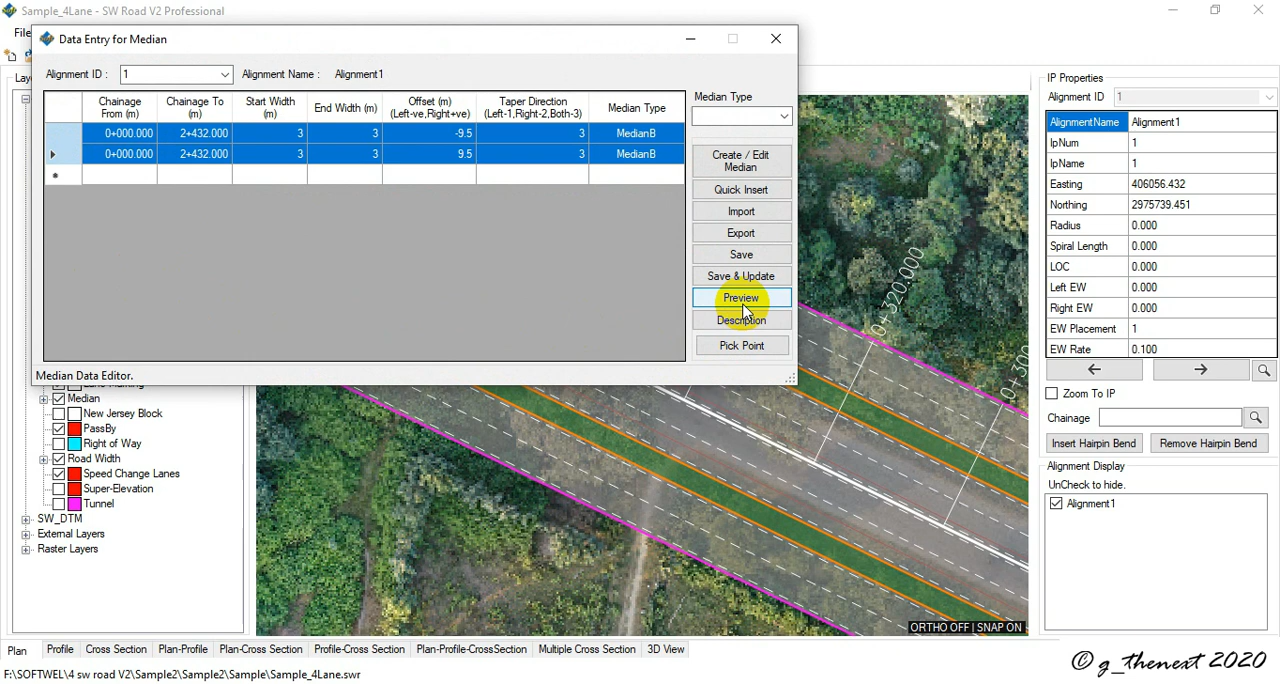 Sample_4Lane - SW Road V2 Professional
File
Data Entry for Median
Alignment ID :
1
Alignment Name :
Alignment1
Chainage From (m)
Chainage To (m)
Start Width (m)
End Width (m)
Offset (m) (Left-ve,Right+ve)
Taper Direction (Left-1,Right-2,Both-3)
Median Type
0+000.000 2+432.000 3 3 -9.5 3 MedianB
0+000.000 2+432.000 3 3 9.5 3 MedianB
*
Median Type
Create / Edit
Median
Quick Insert
Import
Export
Save
Save & Update
Preview
Description
Pick Point
Median Data Editor.
Median
New Jersey Block
PassBy
Right of Way
Road Width
Speed Change Lanes
Super-Elevation
Tunnel
SW_DTM
External Layers
Raster Layers
0+320.000
0+300
ORTHO OFF | SNAP ON
IP Properties
Alignment ID 1
AlignmentName Alignment1
IpNum 1
IpName 1
Easting 406056.432
Northing 2975739.451
Radius 0.000
Spiral Length 0.000
LOC 0.000
Left EW 0.000
Right EW 0.000
EW Placement 1
EW Rate 0.100
Zoom To IP
Chainage
Insert Hairpin Bend
Remove Hairpin Bend
Alignment Display
UnCheck to hide.
Alignment1
Plan Profile Cross Section Plan-Profile Plan-Cross Section Profile-Cross Section Plan-Profile-CrossSection Multiple Cross Section 3D View
F:\SOFTWEL\4 sw road V2\Sample2\Sample2\Sample\Sample_4Lane.swr
© g_thenext 2020